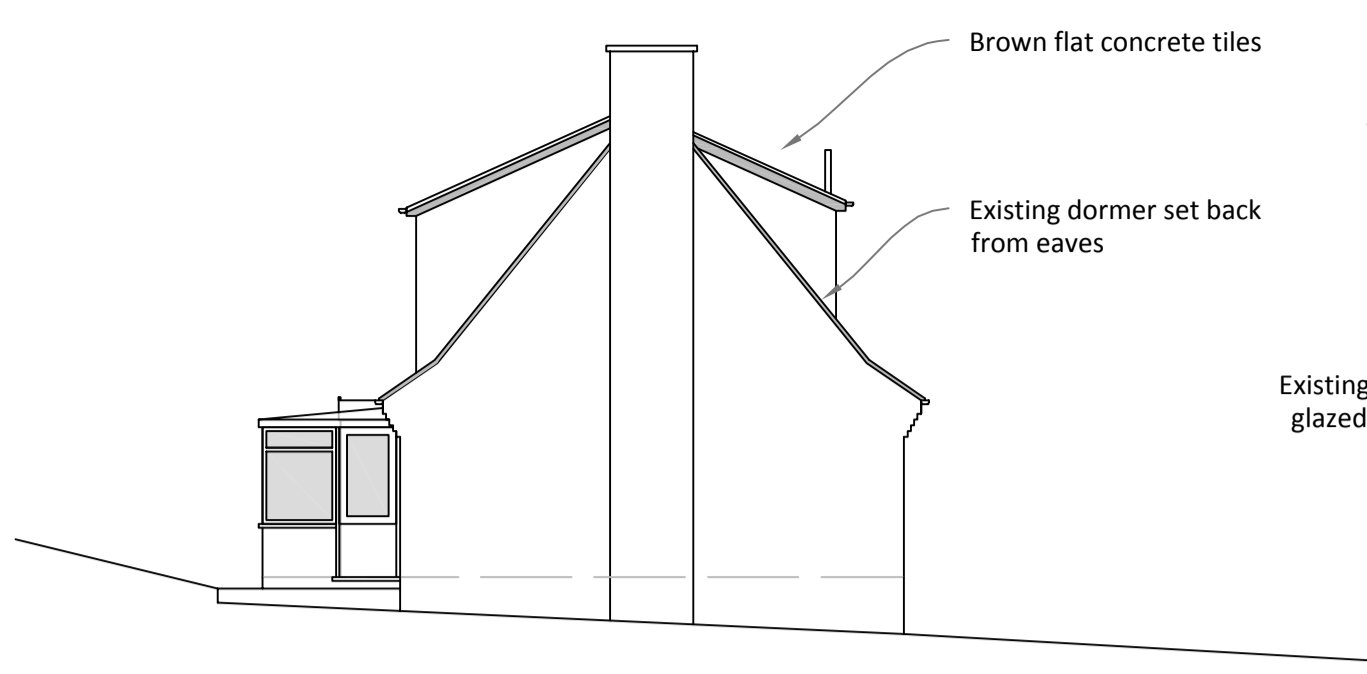 Brown flat concrete tiles
Existing dormer set back
from eaves
Existing
glazed